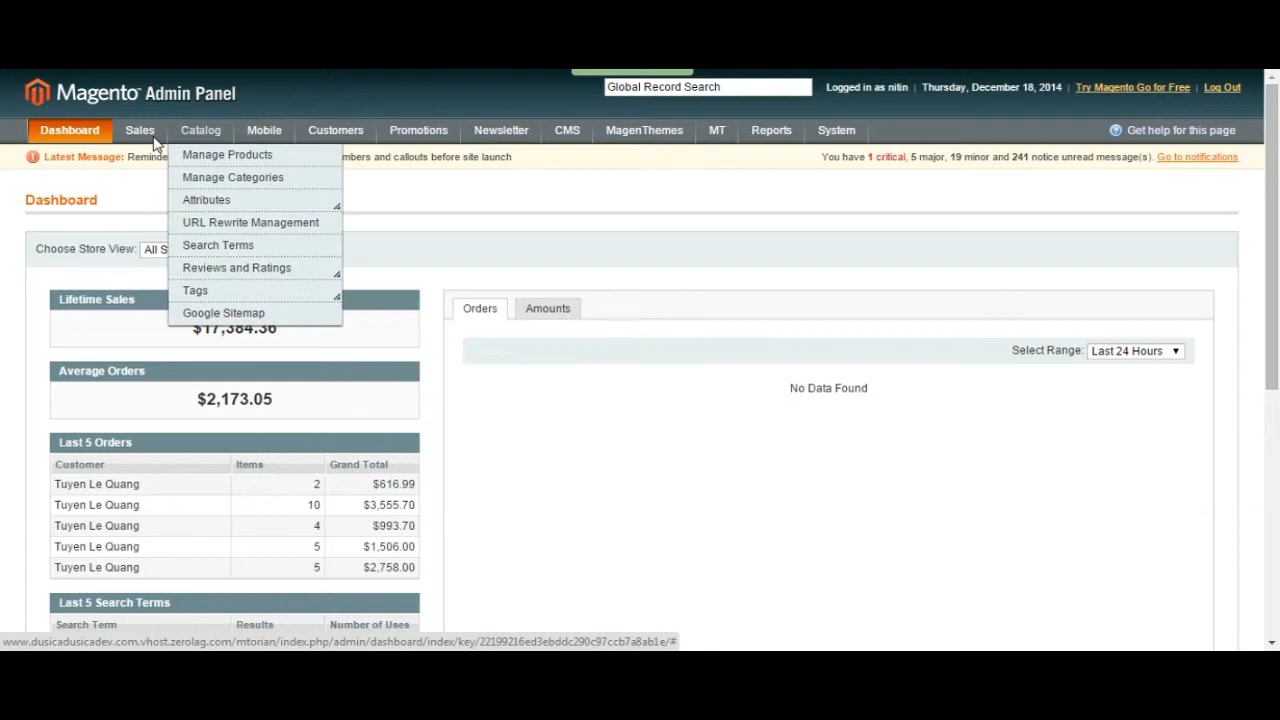 Magento Admin Panel
Global Record Search
Logged in as nitin | Thursday, December 18, 2014 | Try Magento Go for Free | Log Out
Dashboard Sales Catalog Mobile Customers Promotions Newsletter CMS MagenThemes MT Reports System Get help for this page
Latest Message: Reminde mbers and callouts before site launch You have 1 critical, 5 major, 19 minor and 241 notice unread message(s). Go to notifications
Manage Products
Manage Categories
Attributes
URL Rewrite Management
Search Terms
Reviews and Ratings
Tags
Google Sitemap
Dashboard
Choose Store View: All S
Lifetime Sales
$17,384.36
Average Orders
$2,173.05
Last 5 Orders
Customer Items Grand Total
Tuyen Le Quang 2 $616.99
Tuyen Le Quang 10 $3,555.70
Tuyen Le Quang 4 $993.70
Tuyen Le Quang 5 $1,506.00
Tuyen Le Quang 5 $2,758.00
Last 5 Search Terms
Search Term Results Number of Uses
Orders Amounts
Select Range: Last 24 Hours
No Data Found
www.dusicadusicadev.com.vhost.zerolag.com/mtorian/index.php/admin/dashboard/index/key/22199216ed3ebddc290c97ccb7a8ab1e/#